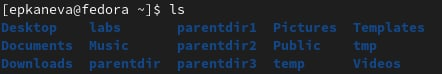 [epkaneva@fedora ~]$ ls
Desktop labs parentdir1 Pictures Templates
Documents Music parentdir2 Public tmp
Downloads parentdir parentdir3 temp Videos